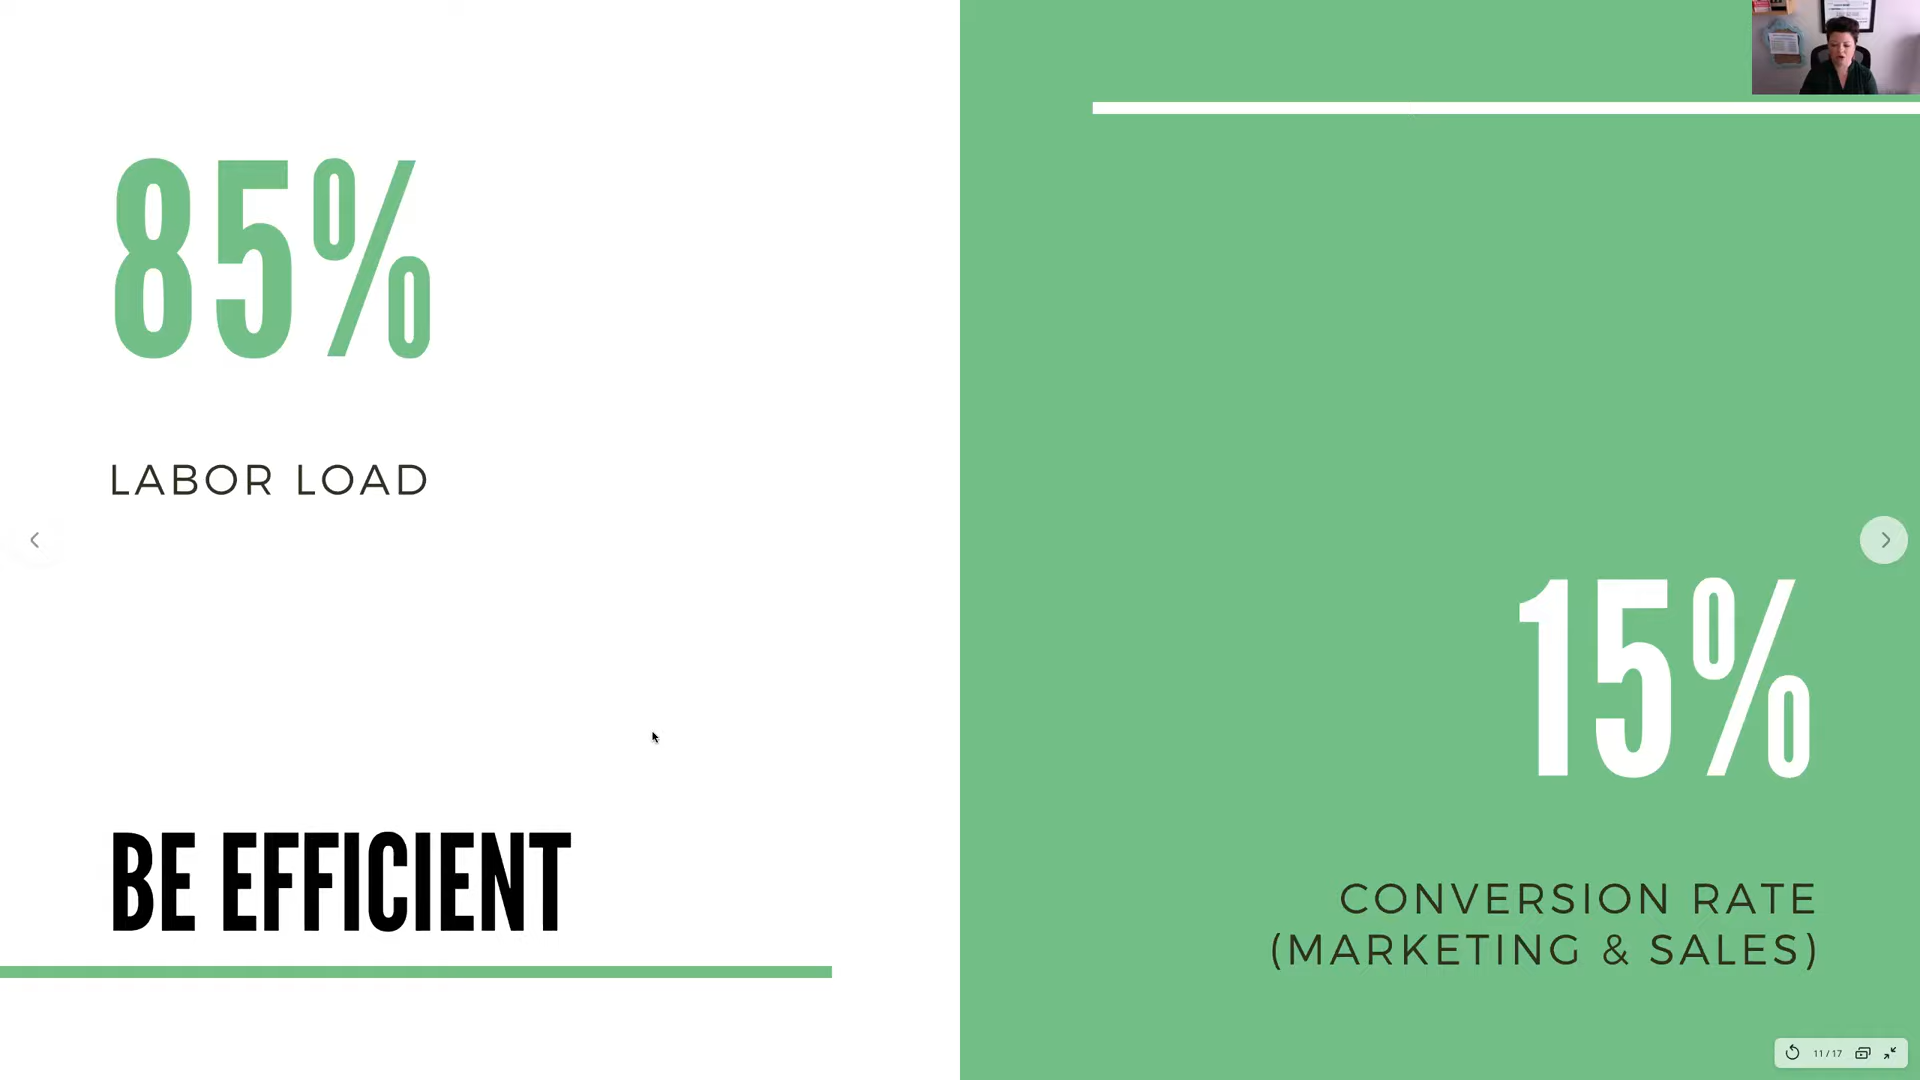 85%
LABOR LOAD
BE EFFICIENT
15%
CONVERSION RATE
(MARKETING & SALES)
11 / 17